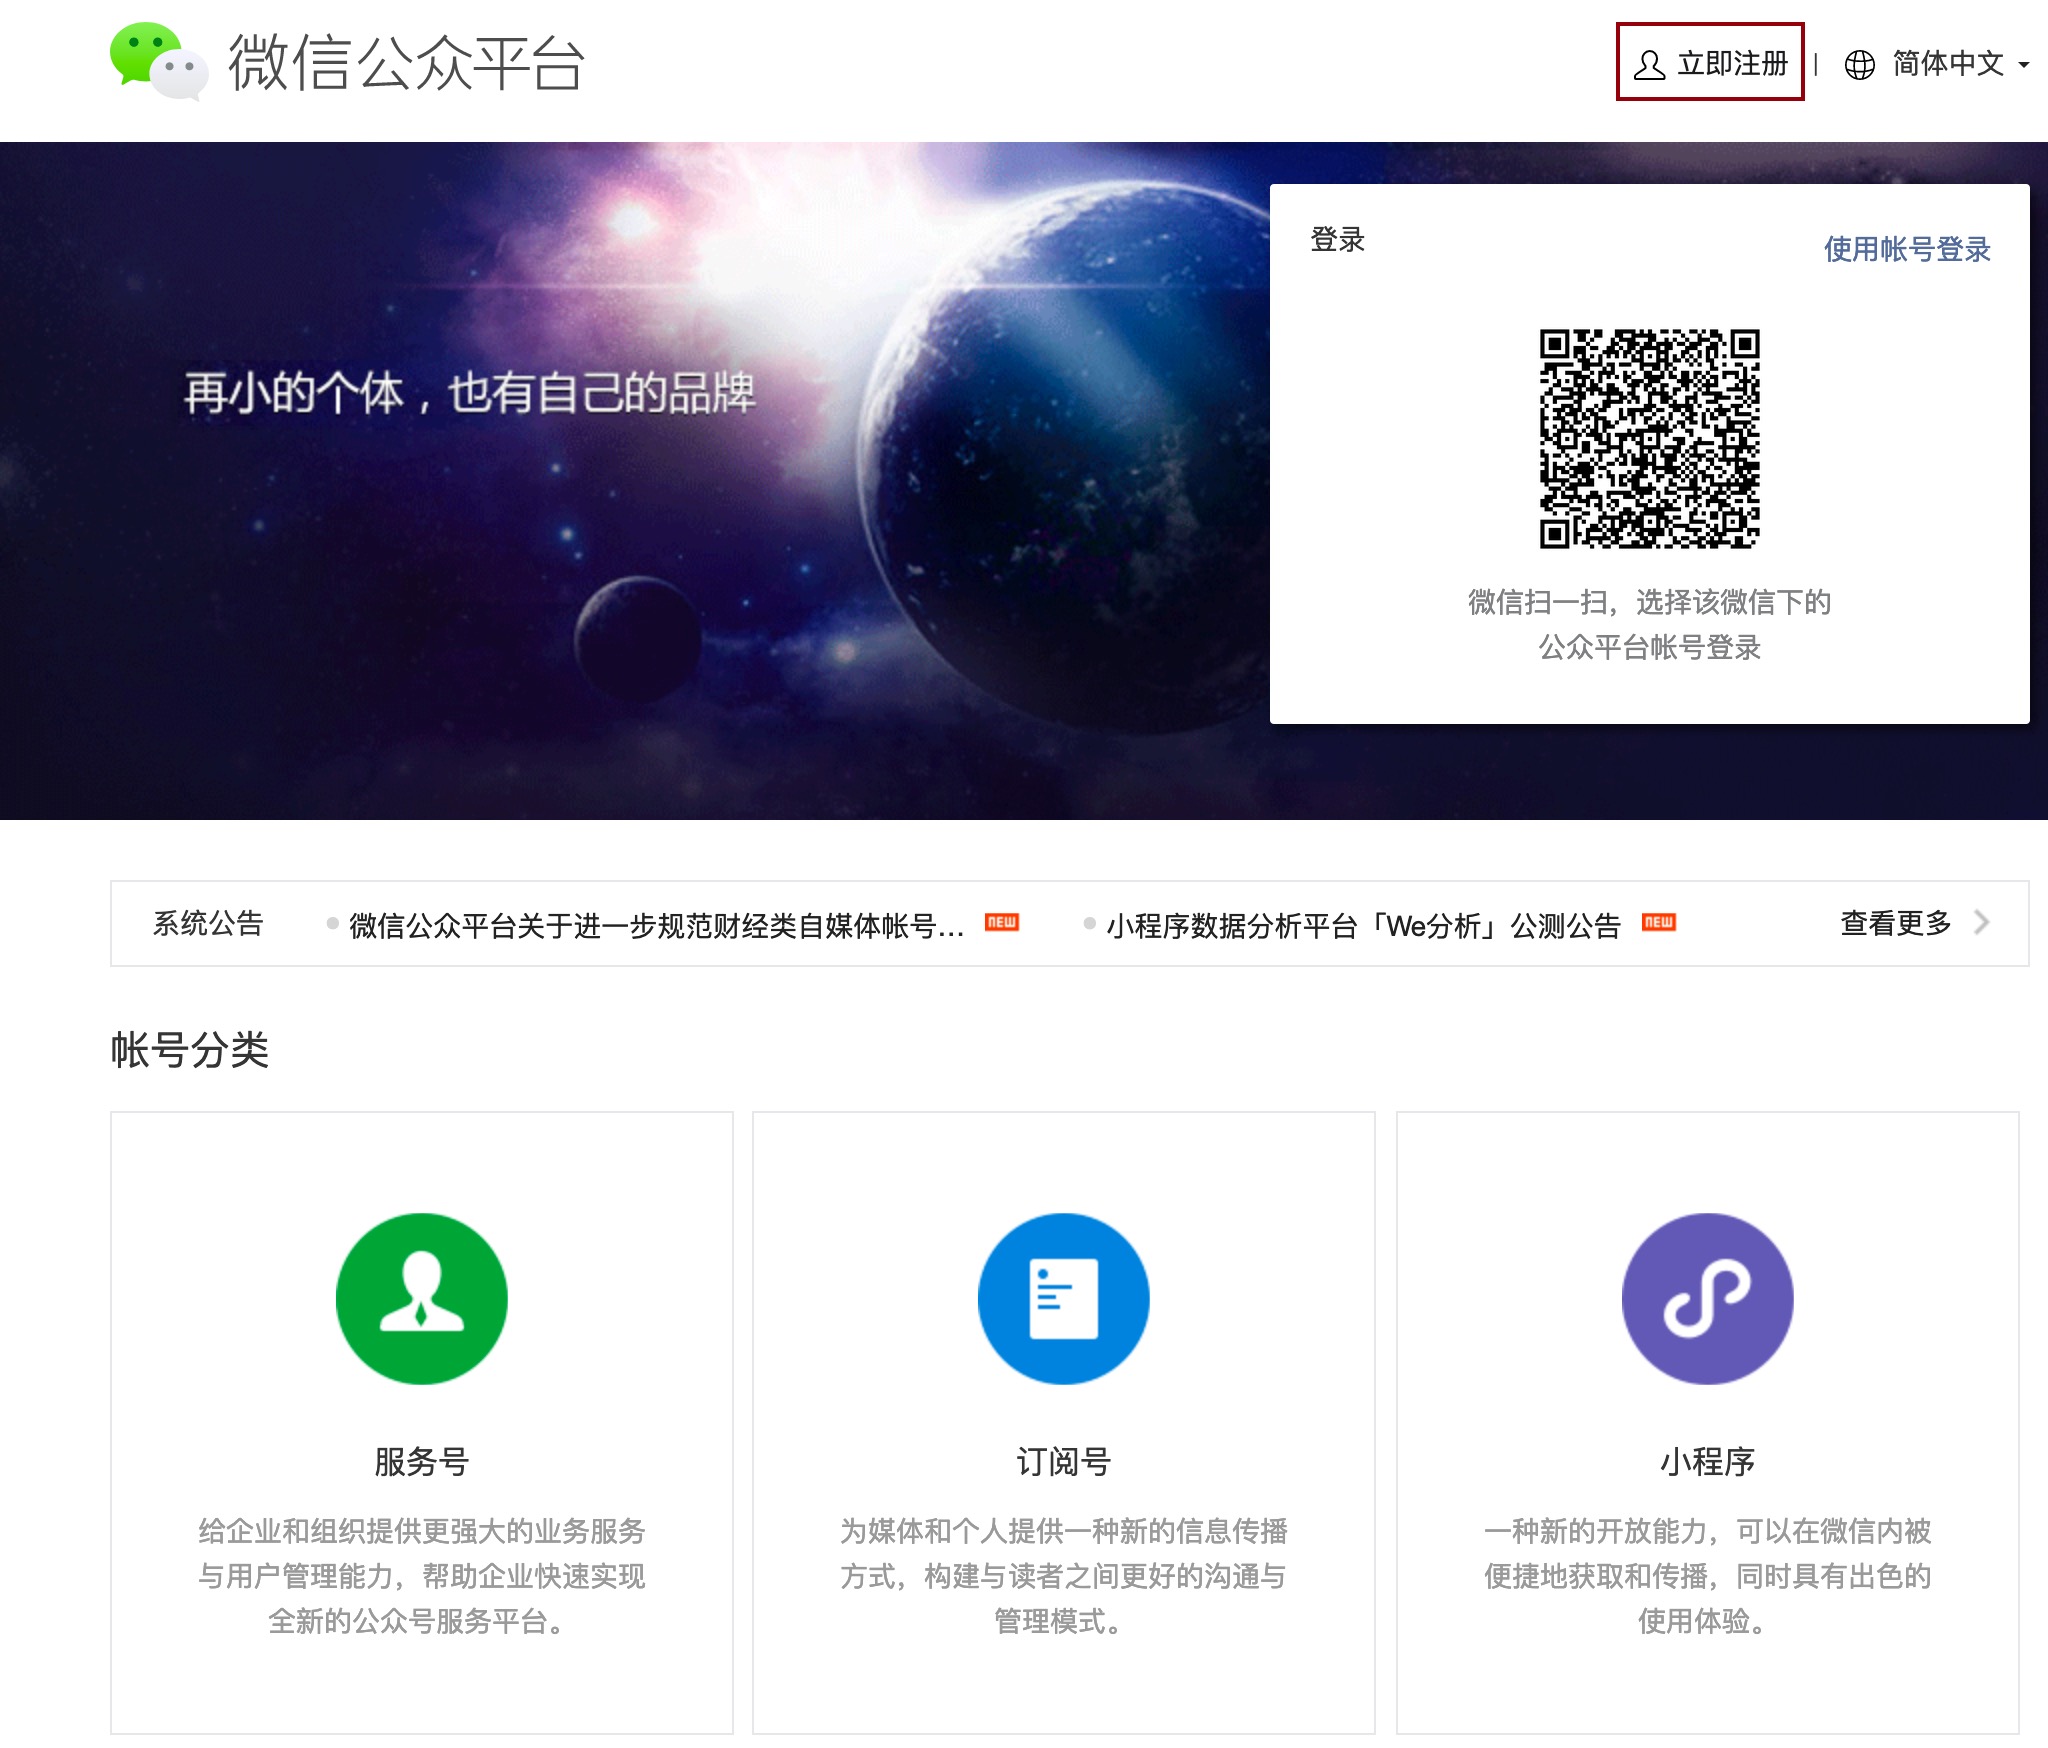 微信公众平台
立即注册
简体中文
登录
使用帐号登录
再小的个体，也有自己的品牌
微信扫一扫，选择该微信下的
公众平台帐号登录
系统公告
微信公众平台关于进一步规范财经类自媒体帐号... NEW
小程序数据分析平台「We分析」公测公告 NEW
查看更多
帐号分类
服务号
给企业和组织提供更强大的业务服务
与用户管理能力，帮助企业快速实现
全新的公众号服务平台。
订阅号
为媒体和个人提供一种新的信息传播
方式，构建与读者之间更好的沟通与
管理模式。
小程序
一种新的开放能力，可以在微信内被
便捷地获取和传播，同时具有出色的
使用体验。